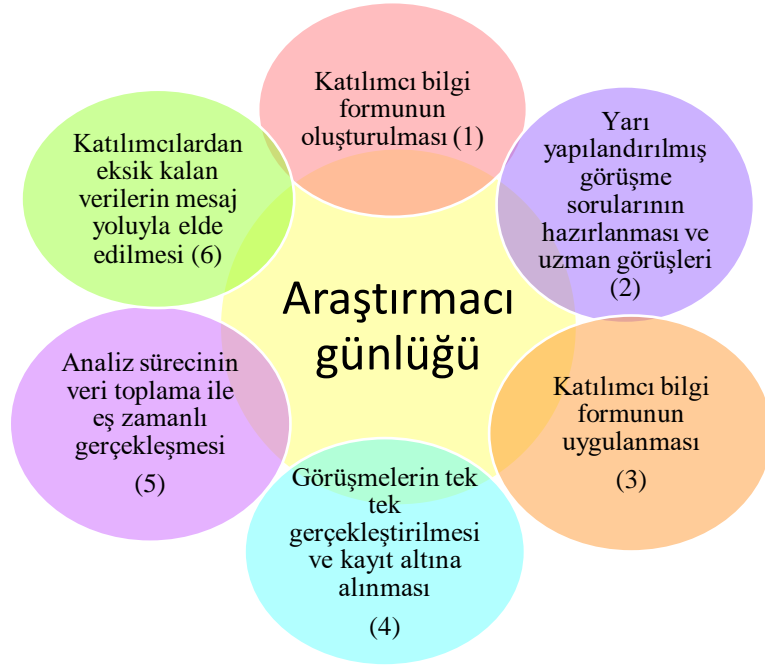 Katılımcı bilgi
formunun
oluşturulması (1)
Yarı
yapılandırılmış
görüşme
sorularının
hazırlanması ve
uzman görüşleri
(2)
Katılımcı bilgi
formunun
uygulanması
(3)
Görüşmelerin tek
tek
gerçekleştirilmesi
ve kayıt altına
alınması
(4)
Analiz sürecinin
veri toplama ile
eş zamanlı
gerçekleşmesi
(5)
Katılımcılardan
eksik kalan
verilerin mesaj
yoluyla elde
edilmesi (6)
Araştırmacı
günlüğü